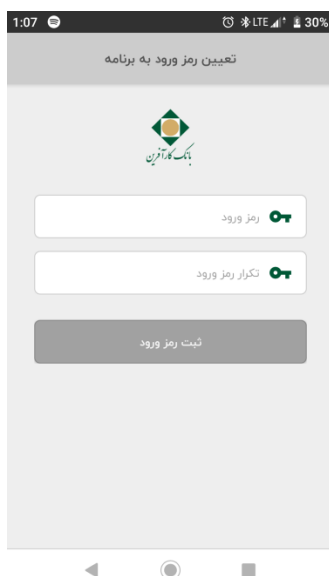 1:07 LTE 30%
تعیین رمز ورود به برنامه
بانک کارآفرین
رمز ورود
تکرار رمز ورود
ثبت رمز ورود